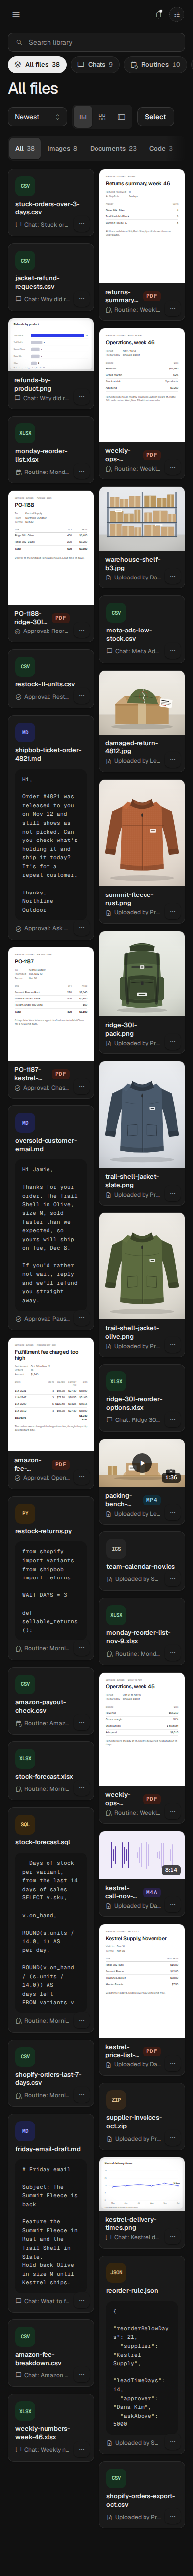 Search library
All files 38
Chats 9
Routines 10
All files
Newest
Select
All 38
Images 8
Documents 23
Code 3
CSV
stuck-orders-over-3-
days.csv
Chat: Stuck or...
CSV
jacket-refund-
requests.csv
Chat: Why did r...
Refunds by product
refunds-by-
product.png
Chat: Why did r...
XLSX
monday-reorder-
list.xlsx
Routine: Mond...
PO-1188
PO-1188-
ridge-30l-...
PDF
Approval: Reor...
CSV
restock-11-units.csv
Approval: Rest...
MD
shipbob-ticket-order-
4821.md
Hi,
Order #4821 was
released to you
on Nov 12 and
still shows as
not picked. Can
you check what's
holding it and
ship it today?
It's for a
repeat customer.
Thanks,
Northline
Outdoor
Approval: Ask ...
PO-1187
PO-1187-
kestrel-...
PDF
Approval: Chas...
MD
oversold-customer-
email.md
Hi Jamie,
Thanks for your
order. The Trail
Shell in Olive,
size M, sold
faster than we
expected, so
yours will ship
on Tue, Dec 8.
If you'd rather
not wait, reply
and we'll refund
you straight
away.
Approval: Paus...
Fulfillment fee charged too
high
amazon-
fee-...
PDF
Approval: Open...
PY
restock-returns.py
from shopify
import variants
from shipbob
import returns
WAIT_DAYS = 3
def
sellable_returns
():
Routine: Morni...
CSV
amazon-payout-
check.csv
Routine: Amaz...
XLSX
stock-forecast.xlsx
Routine: Morni...
SQL
stock-forecast.sql
-- Days of stock
per variant,
from the last 14
days of sales
SELECT v.sku,
v.on_hand,
ROUND(s.units /
14.0, 1) AS
per_day,
ROUND(v.on_hand
/ (s.units /
14.0)) AS
days_left
FROM variants v
Routine: Morni...
CSV
shopify-orders-last-7-
days.csv
Routine: Morni...
MD
friday-email-draft.md
# Friday email
Subject: The
Summit Fleece is
back
Feature the
Summit Fleece in
Rust and the
Trail Shell in
Slate.
Hold back Olive
in size M until
Kestrel ships.
Chat: What to f...
CSV
amazon-fee-
breakdown.csv
Chat: Amazon ...
XLSX
weekly-numbers-
week-46.xlsx
Chat: Weekly n...
Returns summary, week 46
returns-
summary...
PDF
Routine: Weekl...
Operations, week 46
weekly-
ops-...
PDF
Routine: Weekl...
warehouse-shelf-
b3.jpg
Uploaded by Da...
CSV
meta-ads-low-
stock.csv
Chat: Meta Ad...
damaged-return-
4812.jpg
Uploaded by Le...
summit-fleece-
rust.png
Uploaded by Pr...
ridge-30l-
pack.png
Uploaded by Pr...
trail-shell-jacket-
slate.png
Uploaded by Pr...
trail-shell-jacket-
olive.png
Uploaded by Pr...
XLSX
ridge-30l-reorder-
options.xlsx
Chat: Ridge 30...
1:36
packing-
bench-...
MP4
Uploaded by Le...
ICS
team-calendar-nov.ics
Uploaded by S...
XLSX
monday-reorder-list-
nov-9.xlsx
Routine: Mond...
Operations, week 45
weekly-
ops-...
PDF
Routine: Weekl...
8:14
kestrel-
call-nov-...
M4A
Uploaded by Da...
Kestrel Supply, November
kestrel-
price-list-...
PDF
Uploaded by Da...
ZIP
supplier-invoices-
oct.zip
Uploaded by Pr...
Kestrel delivery days
kestrel-delivery-
times.png
Chat: Kestrel d...
JSON
reorder-rule.json
{
"reorderBelowDay
s": 21,
"supplier":
"Kestrel
Supply",
"leadTimeDays":
14,
"approver":
"Dana Kim",
"askAbove":
5000
Uploaded by S...
CSV
shopify-orders-export-
oct.csv
Uploaded by Pr...